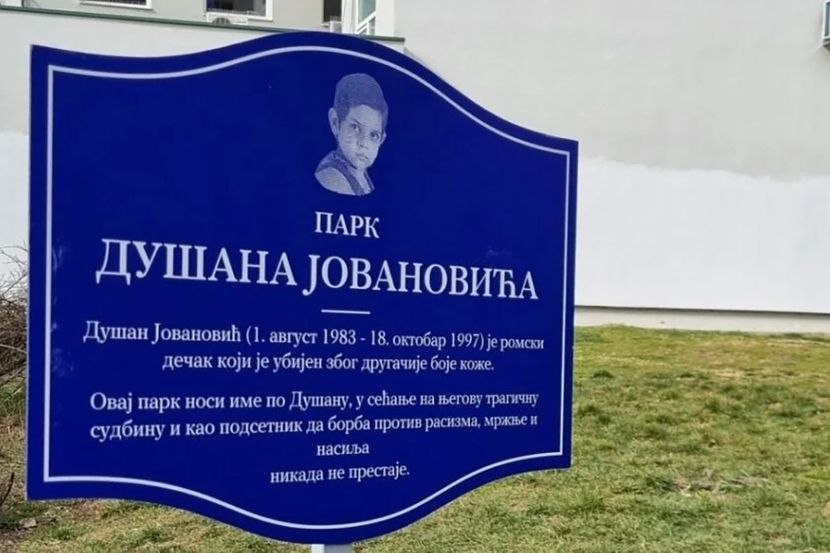 ПАРК
ДУШАНА ЈОВАНОВИЋА
Душан Јовановић (1. август 1983 - 18. октобар 1997) је ромски
дечак који је убијен због другачије боје коже.
Овај парк носи име по Душану, у сећање на његову трагичну
судбину и као подсетник да борба против расизма, мржње и
насиља
никада не престаје.